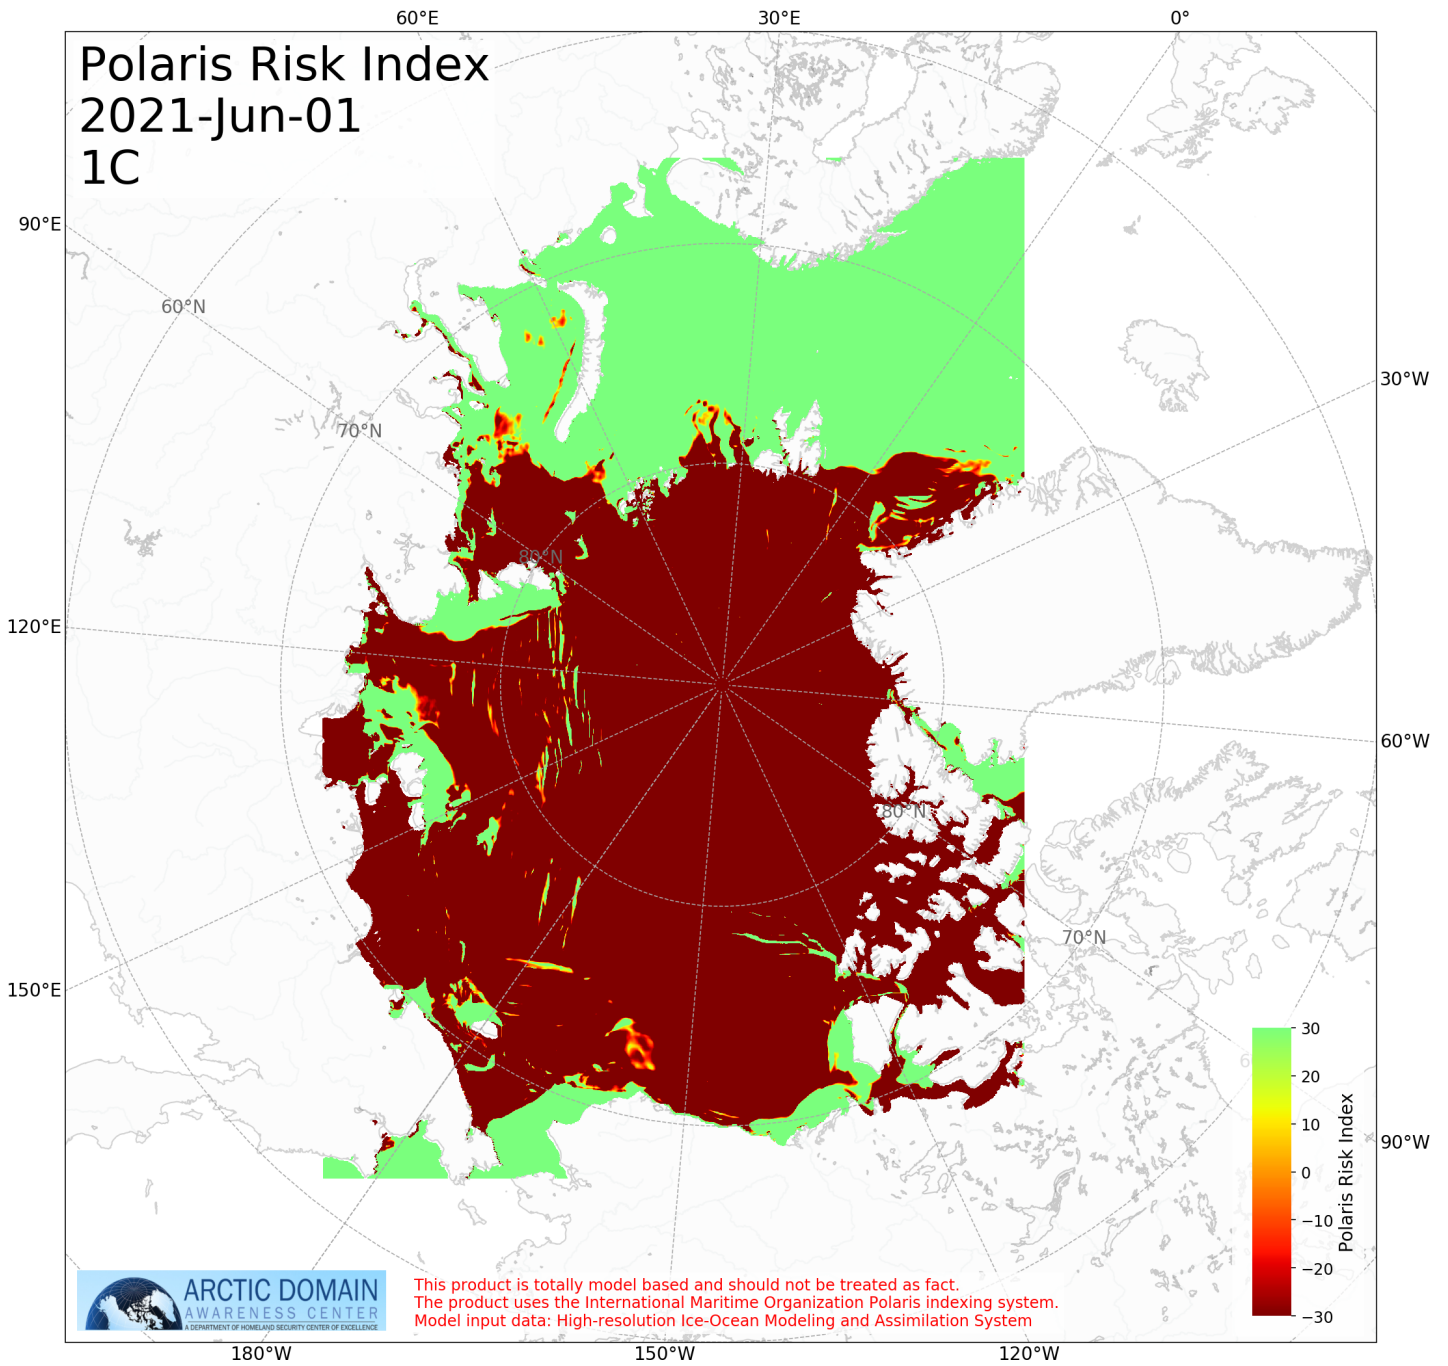 60°E 30°E 0°
Polaris Risk Index
2021-Jun-01
1C
90°E
60°N
30°W
70°N
80°N
120°E
60°W
80°N
70°N
150°E
30
20
10
0
−10
−20
−30
Polaris Risk Index
90°W
ARCTIC DOMAIN
AWARENESS CENTER
A DEPARTMENT OF HOMELAND SECURITY CENTER OF EXCELLENCE
This product is totally model based and should not be treated as fact.
The product uses the International Maritime Organization Polaris indexing system.
Model input data: High-resolution Ice-Ocean Modeling and Assimilation System
180°W 150°W 120°W